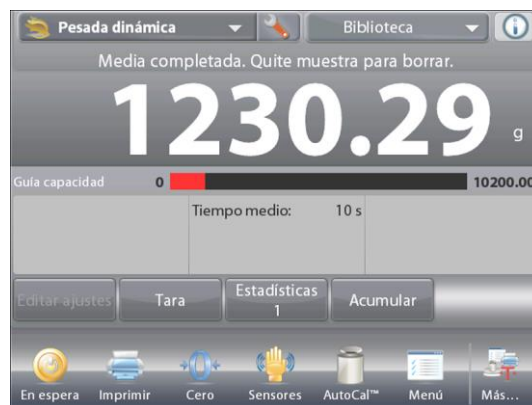 Pesada dinámica
Biblioteca
Media completada. Quite muestra para borrar.
1230.29 g
Guía capacidad 0 10200.00
Tiempo medio: 10 s
Editar ajustes
Tara
Estadísticas
1
Acumular
En espera
Imprimir
Cero
Sensores
AutoCal™
Menú
Más...